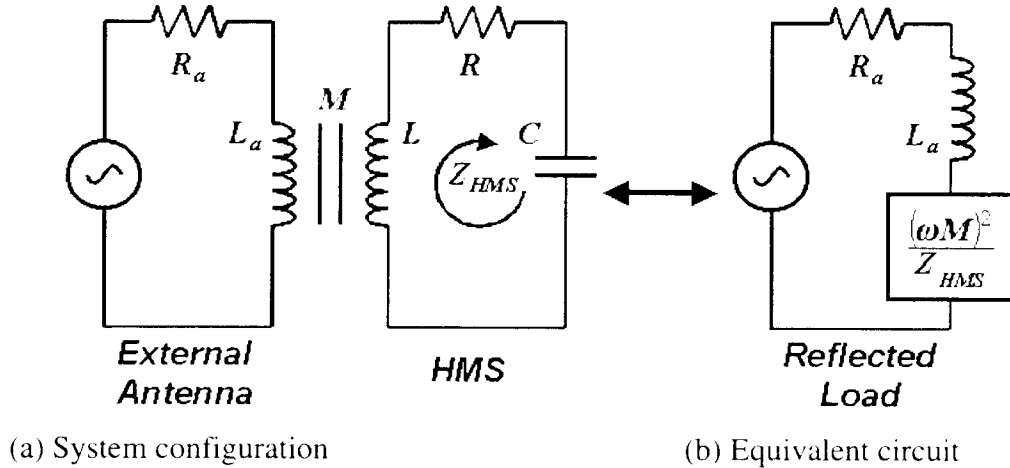 R_a
M
L_a
R
L
C
Z_HMS
External
Antenna
HMS
R_a
L_a
(ωM)²
Z_HMS
Reflected
Load
(a) System configuration
(b) Equivalent circuit